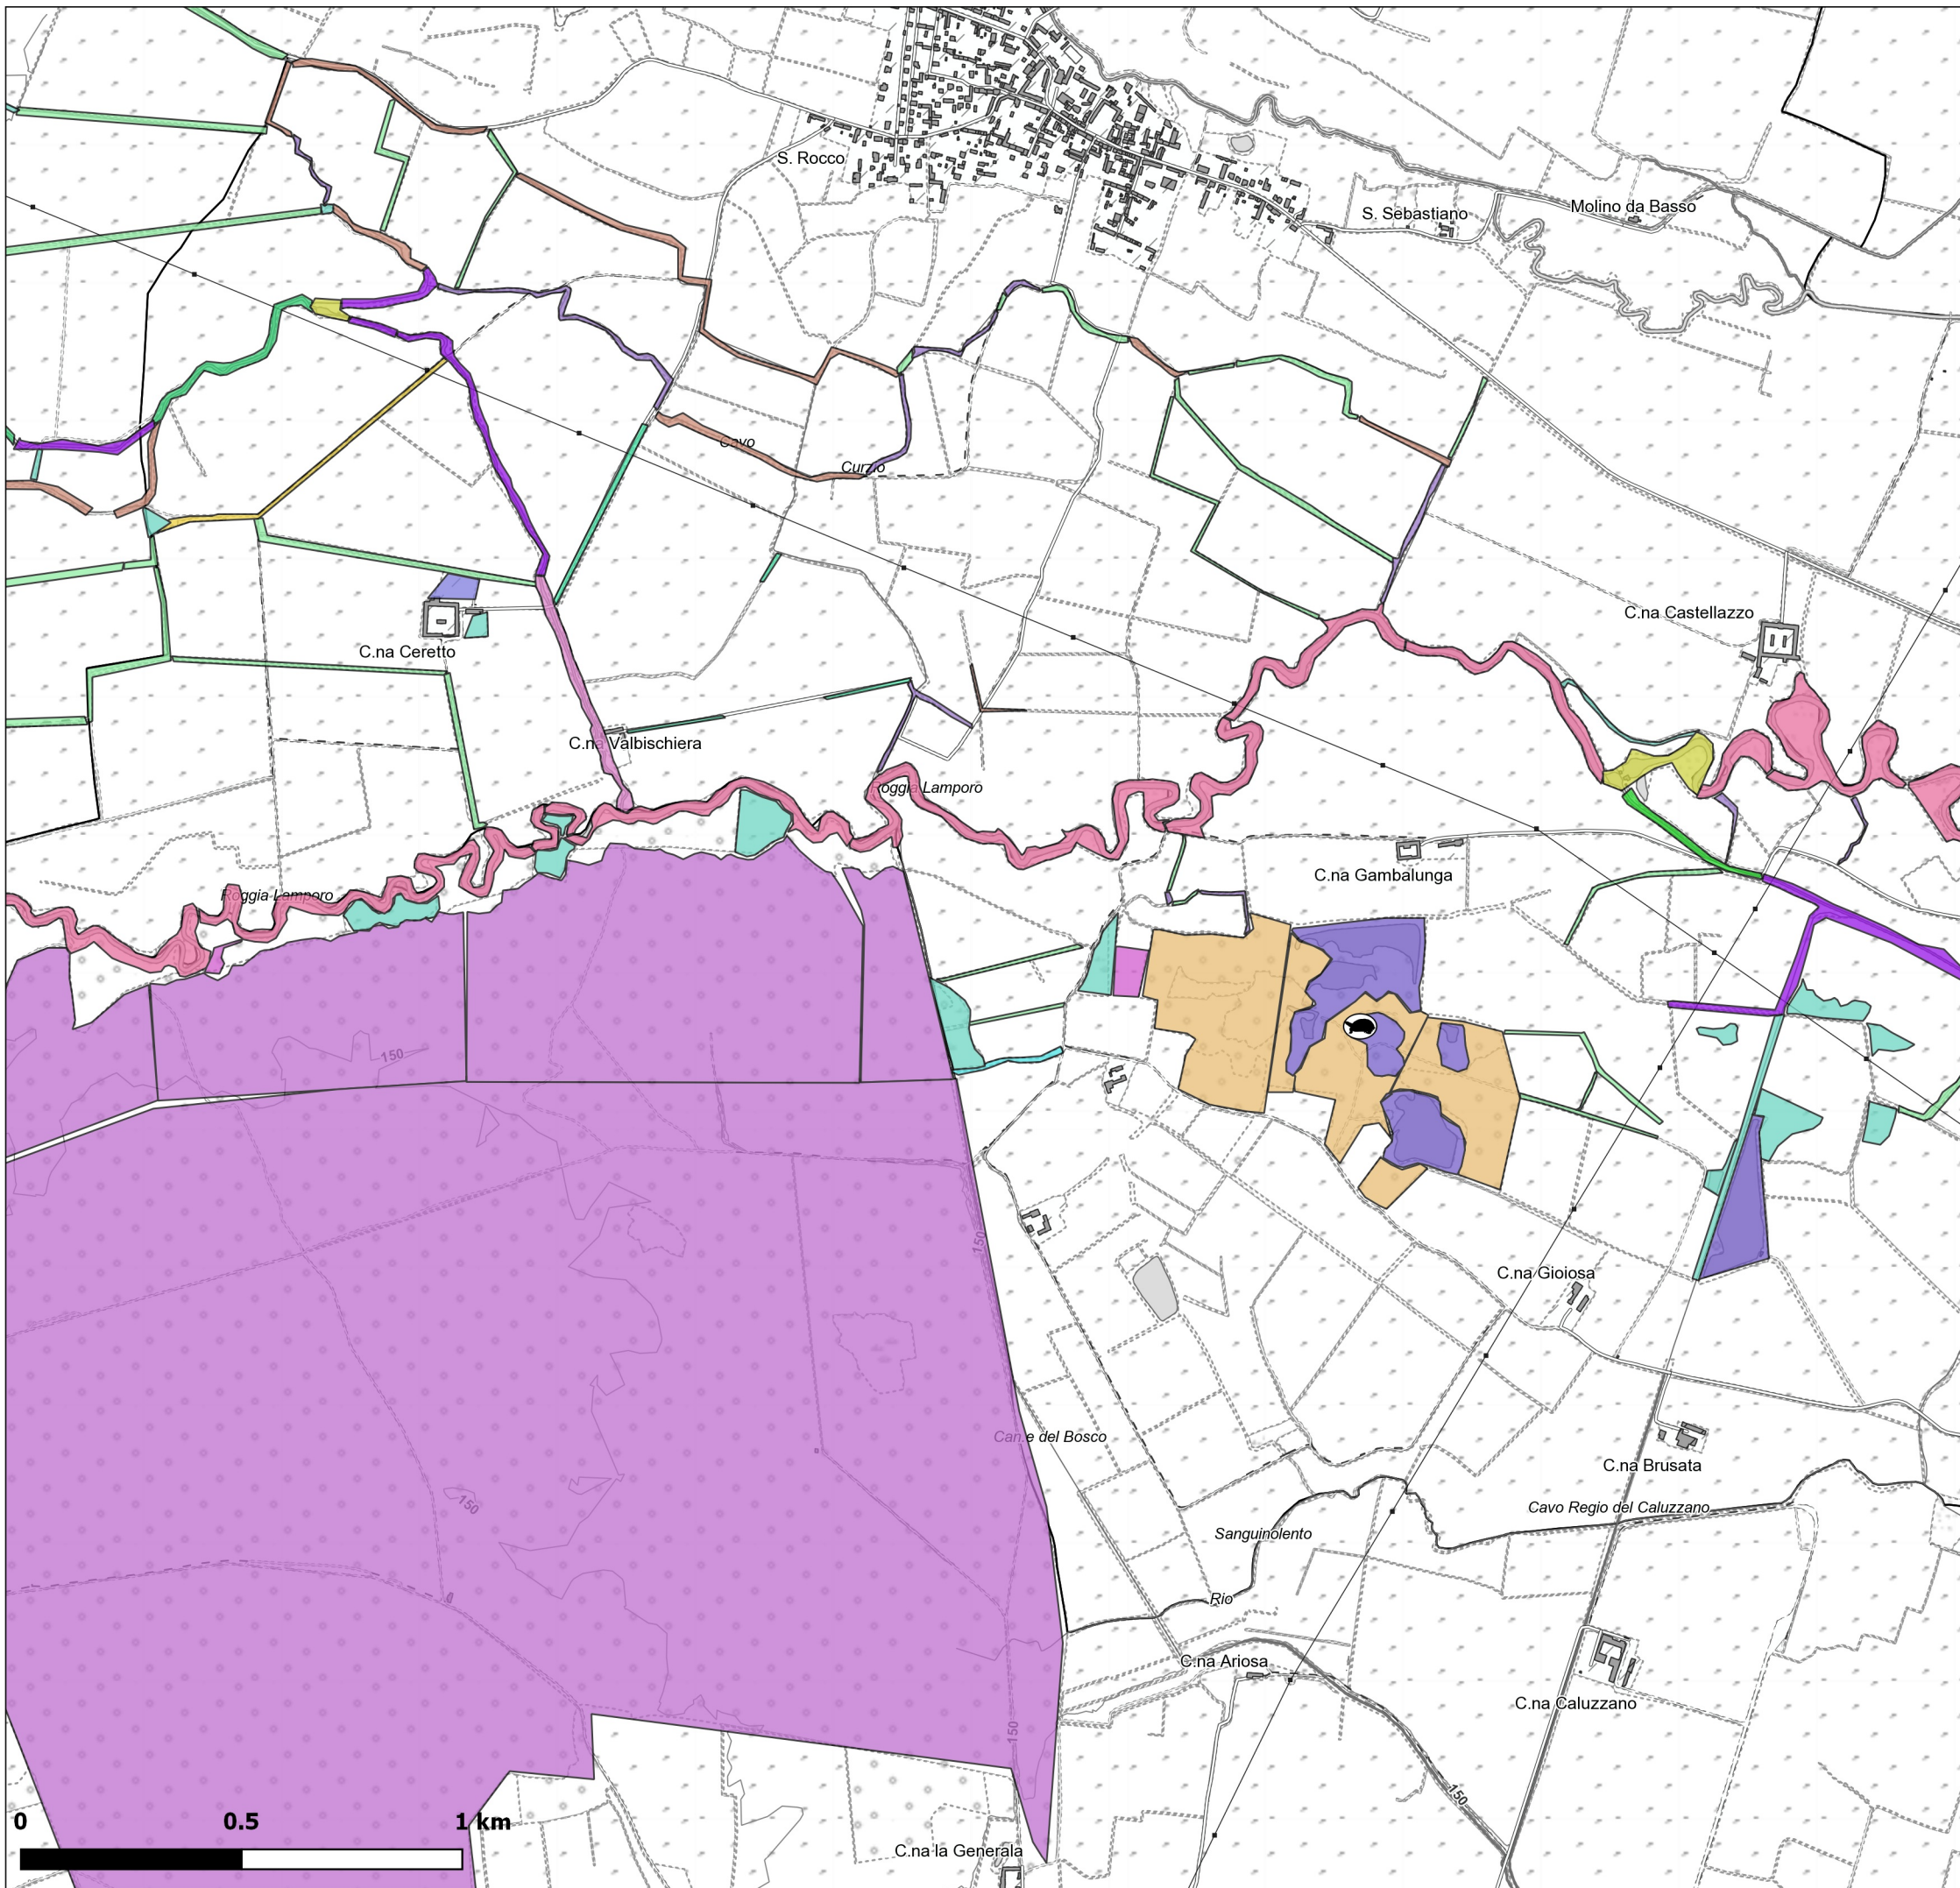 S. Rocco
Molino da Basso
S. Sebastiano
Cavo
Curzio
C.na Castellazzo
C.na Ceretto
C.na Valbischiera
Roggia Lamporo
C.na Gambalunga
Roggia Lamporo
150
150
C.na Gioiosa
Can.e del Bosco
C.na Brusata
150
Cavo Regio del Caluzzano
Sanguinolento
Rio
C.na Ariosa
C.na Caluzzano
150
150
0 0.5 1 km
C.na la Generala